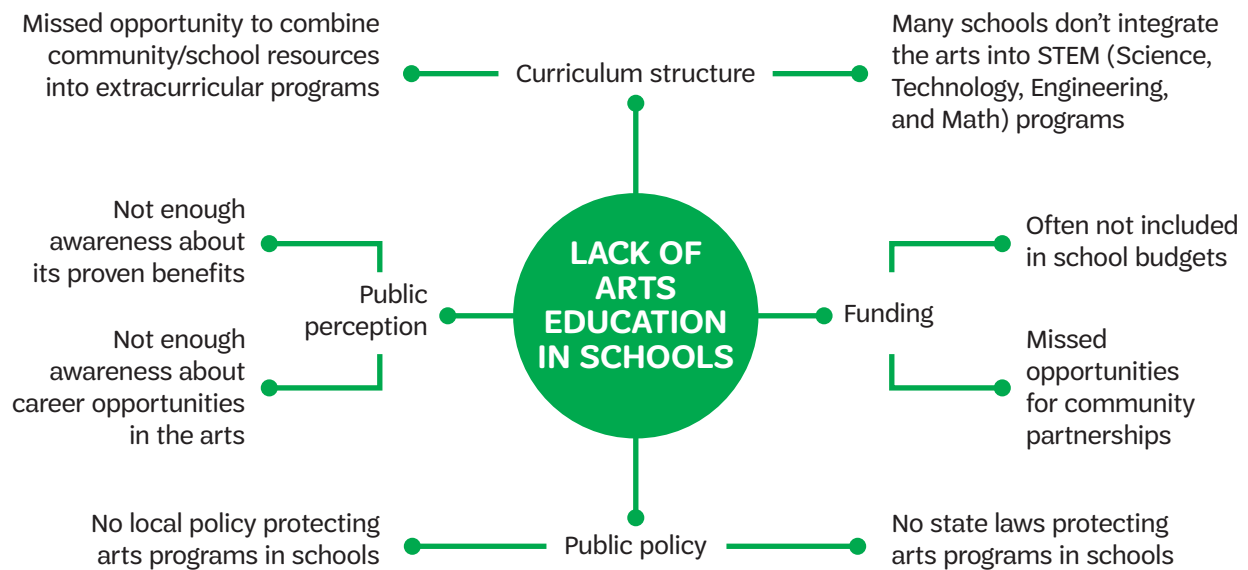 Missed opportunity to combine
community/school resources
into extracurricular programs
Curriculum structure
Many schools don’t integrate
the arts into STEM (Science,
Technology, Engineering,
and Math) programs
Not enough
awareness about
its proven benefits
Public
perception
Not enough
awareness about
career opportunities
in the arts
LACK OF
ARTS
EDUCATION
IN SCHOOLS
Funding
Often not included
in school budgets
Missed
opportunities
for community
partnerships
No local policy protecting
arts programs in schools
Public policy
No state laws protecting
arts programs in schools